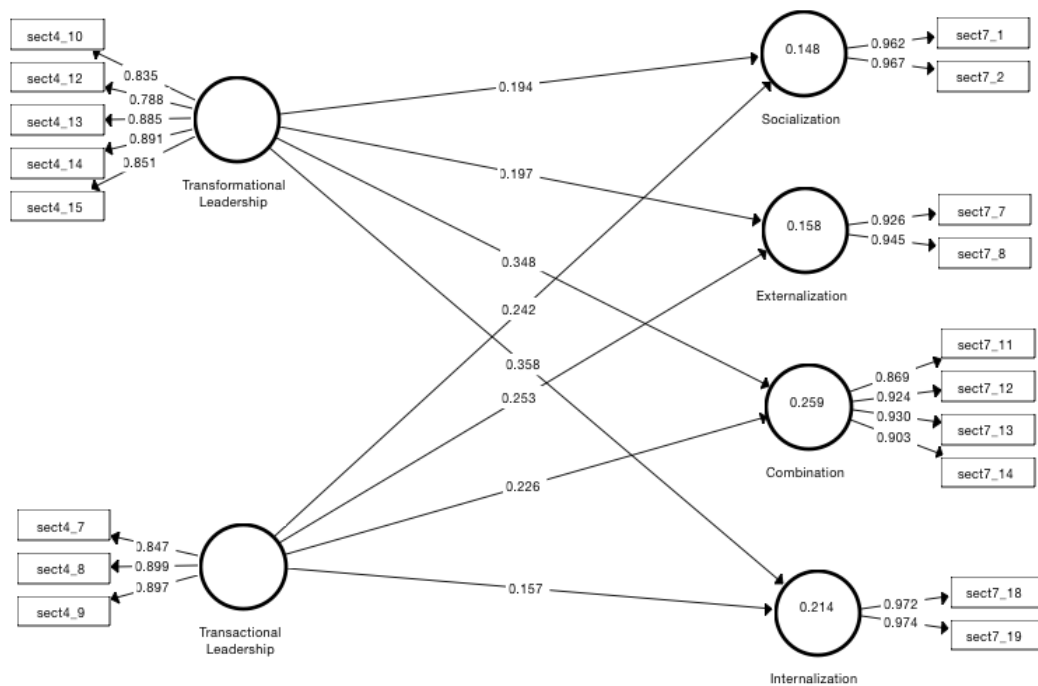 sect4_10
sect4_12
sect4_13
sect4_14
sect4_15
0.835
0.788
0.885
0.891
0.851
Transformational
Leadership
sect4_7
sect4_8
sect4_9
0.847
0.899
0.897
Transactional
Leadership
0.194
0.197
0.348
0.242
0.358
0.253
0.226
0.157
0.148
Socialization
0.962
0.967
sect7_1
sect7_2
0.158
Externalization
0.926
0.945
sect7_7
sect7_8
0.259
Combination
0.869
0.924
0.930
0.903
sect7_11
sect7_12
sect7_13
sect7_14
0.214
Internalization
0.972
0.974
sect7_18
sect7_19